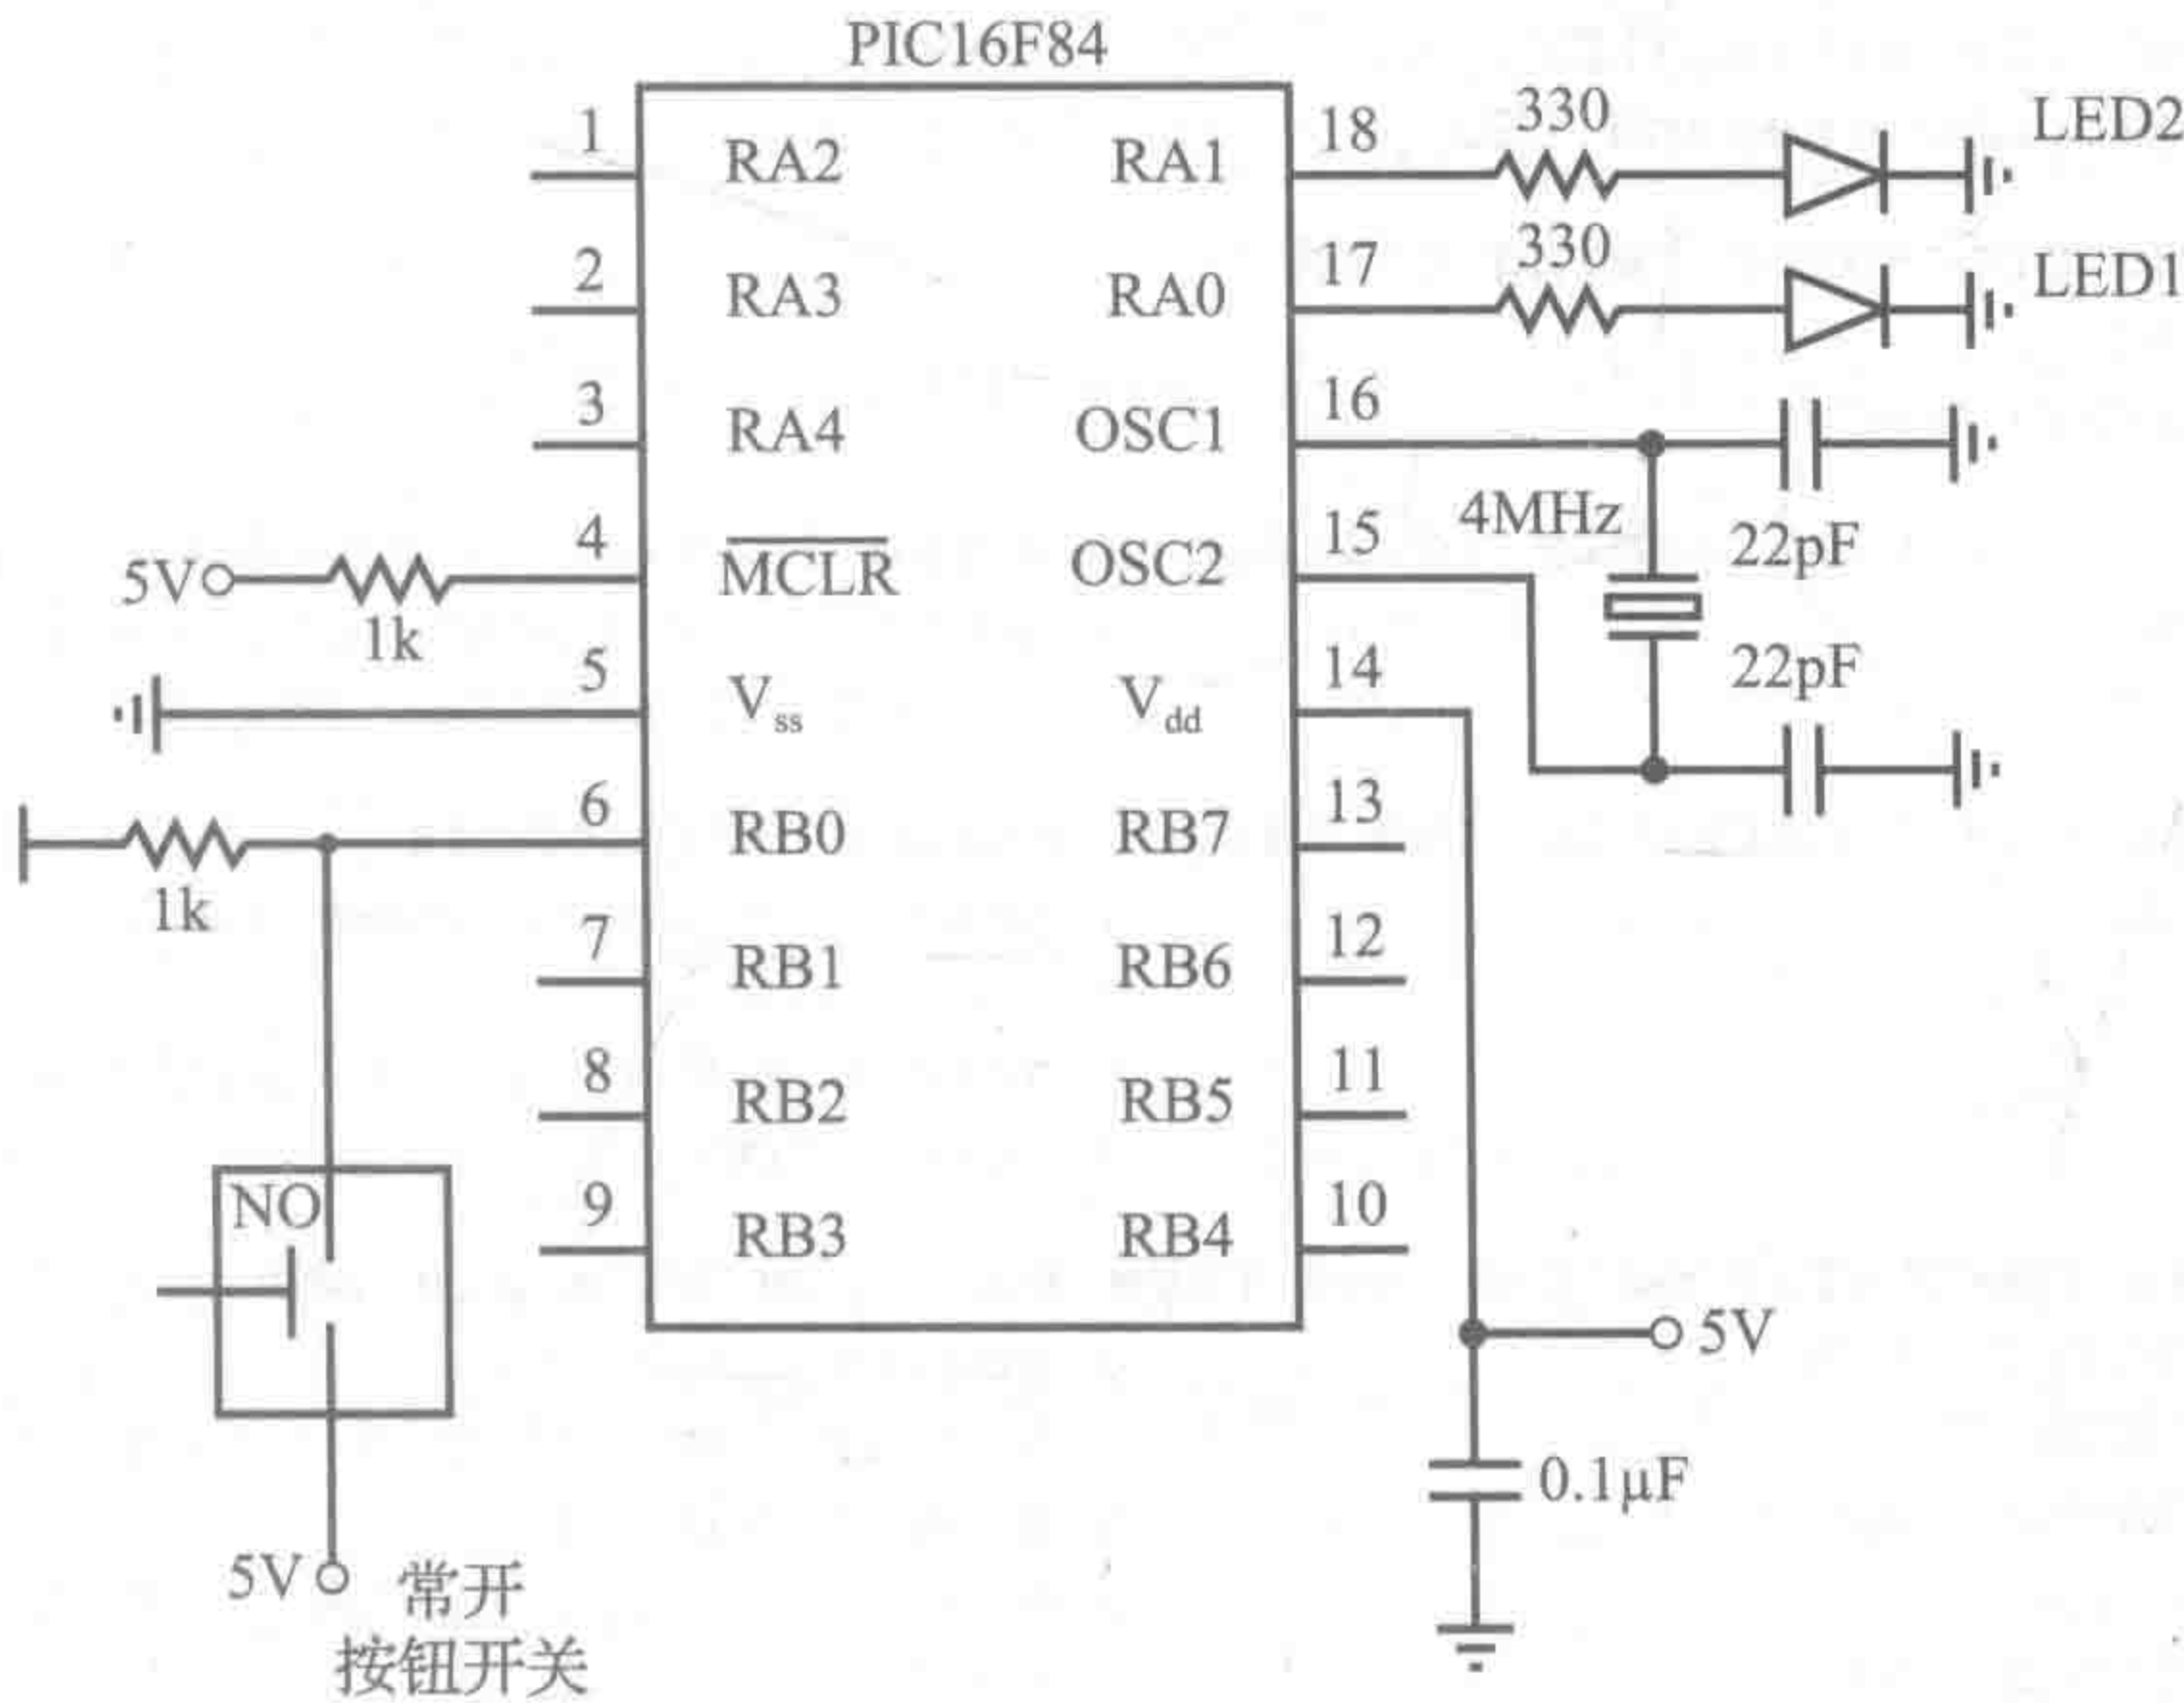 PIC16F84
1 RA2 RA1 18 330 LED2
2 RA3 RA0 17 330 LED1
3 RA4 OSC1 16
5V 1k 4 MCLR OSC2 15 4MHz 22pF
5 Vss Vdd 14 22pF
1k 6 RB0 RB7 13
7 RB1 RB6 12
8 RB2 RB5 11
NO 9 RB3 RB4 10
5V
0.1μF
5V 常开
按钮开关